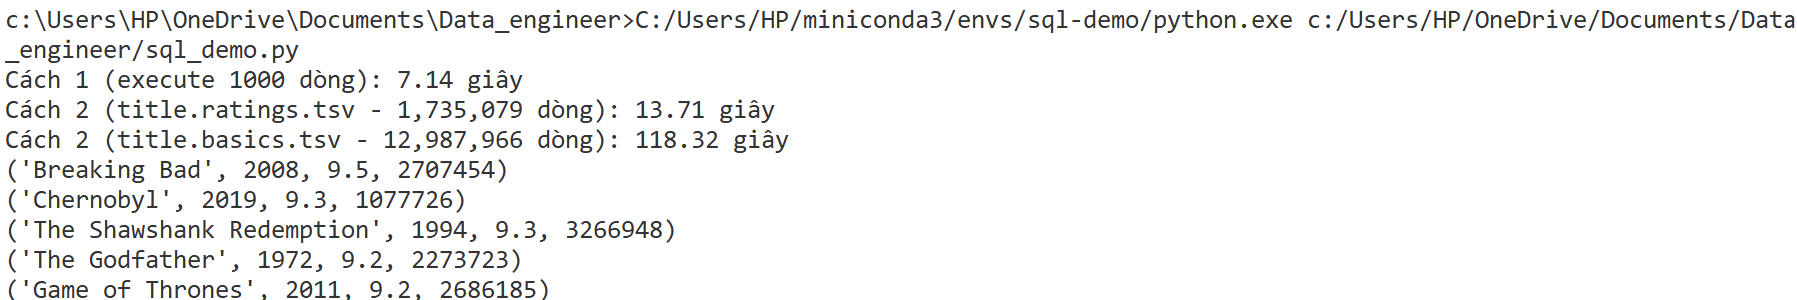 c:\Users\HP\OneDrive\Documents\Data_engineer>C:/Users/HP/miniconda3/envs/sql-demo/python.exe c:/Users/HP/OneDrive/Documents/Data
_engineer/sql_demo.py
Cách 1 (execute 1000 dòng): 7.14 giây
Cách 2 (title.ratings.tsv - 1,735,079 dòng): 13.71 giây
Cách 2 (title.basics.tsv - 12,987,966 dòng): 118.32 giây
('Breaking Bad', 2008, 9.5, 2707454)
('Chernobyl', 2019, 9.3, 1077726)
('The Shawshank Redemption', 1994, 9.3, 3266948)
('The Godfather', 1972, 9.2, 2273723)
('Game of Thrones', 2011, 9.2, 2686185)